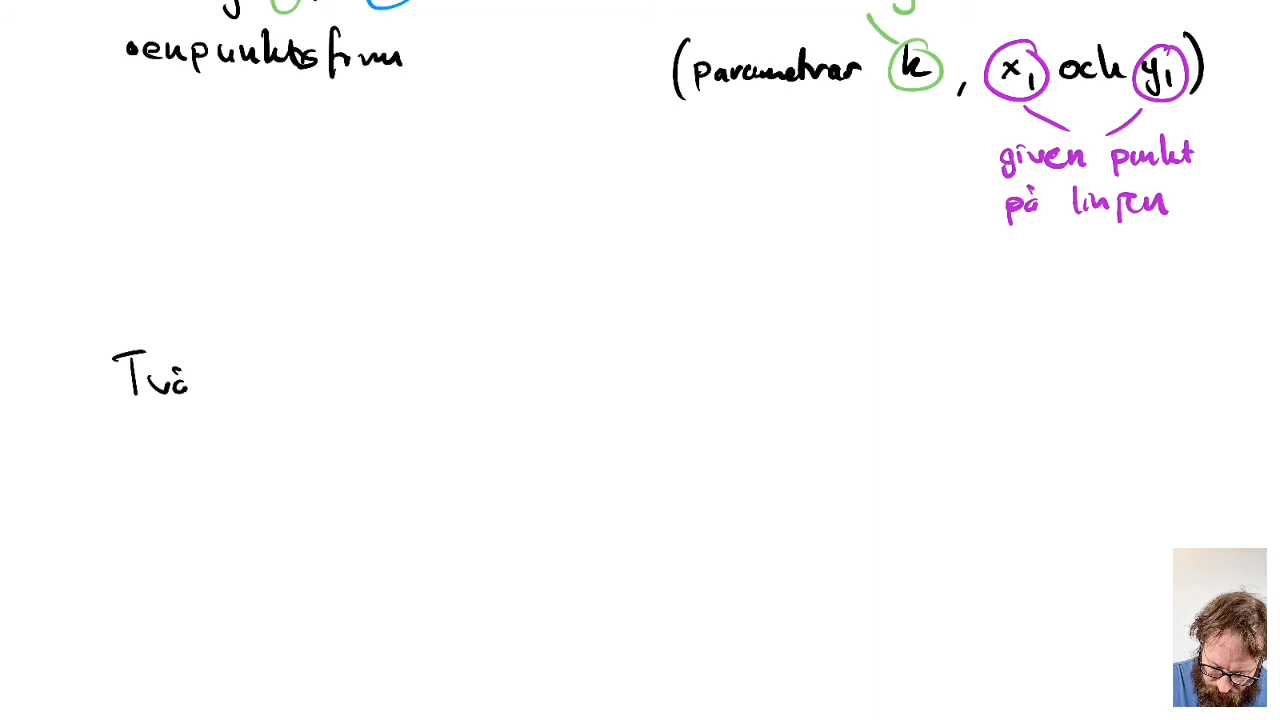 •enpunktsform
(parametrar k, x₁ och y₁)
given punkt
på linjen
Två